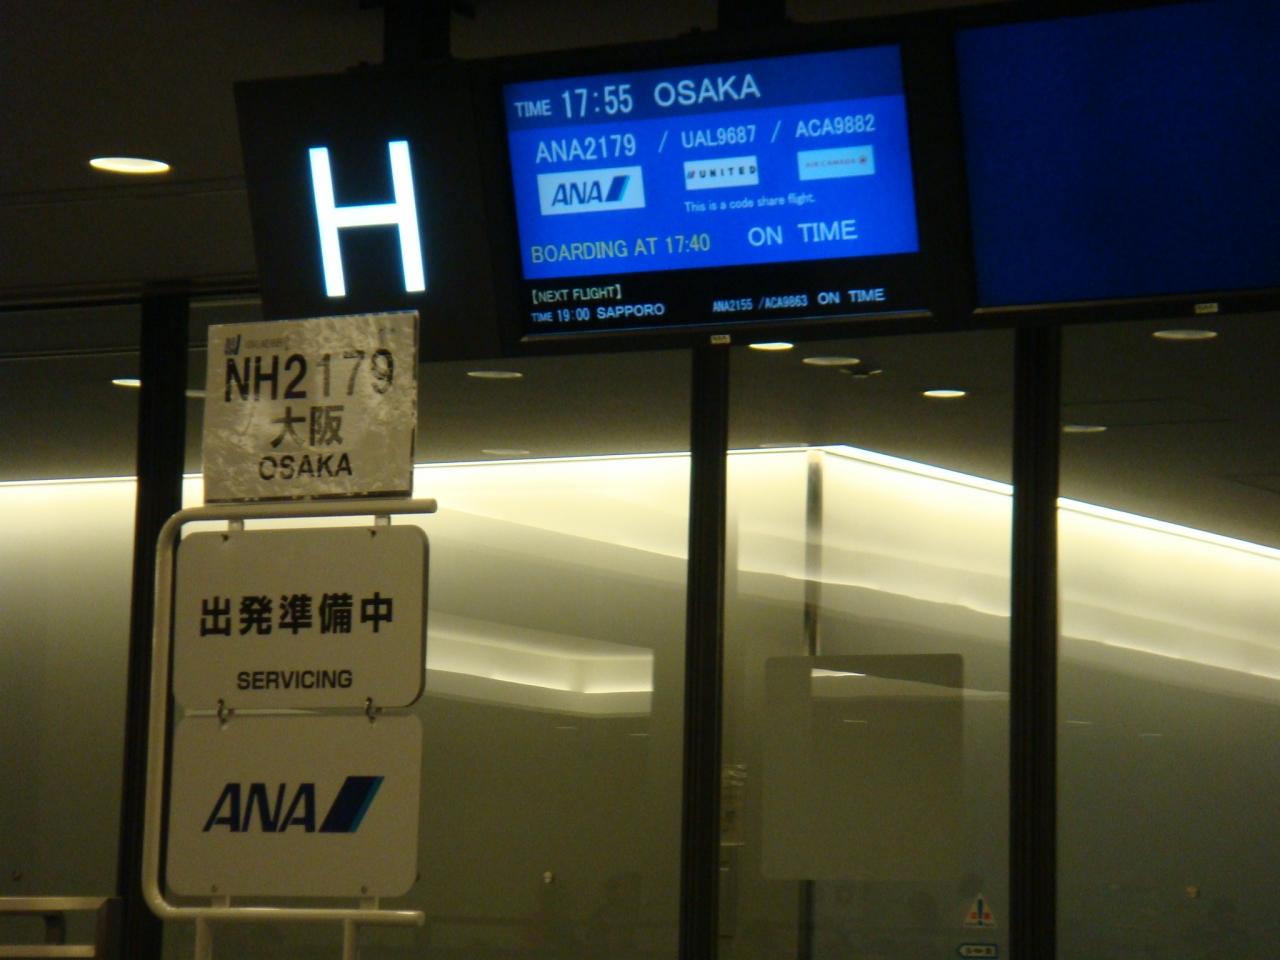 H
TIME 17:55 OSAKA
ANA2179 / UAL9687 / ACA9882
ANA UNITED AIR CANADA
This is a code share flight.
BOARDING AT 17:40 ON TIME
[NEXT FLIGHT]
TIME 19:00 SAPPORO ANA2155 /ACA9863 ON TIME
NH2179
大阪
OSAKA
出発準備中
SERVICING
ANA